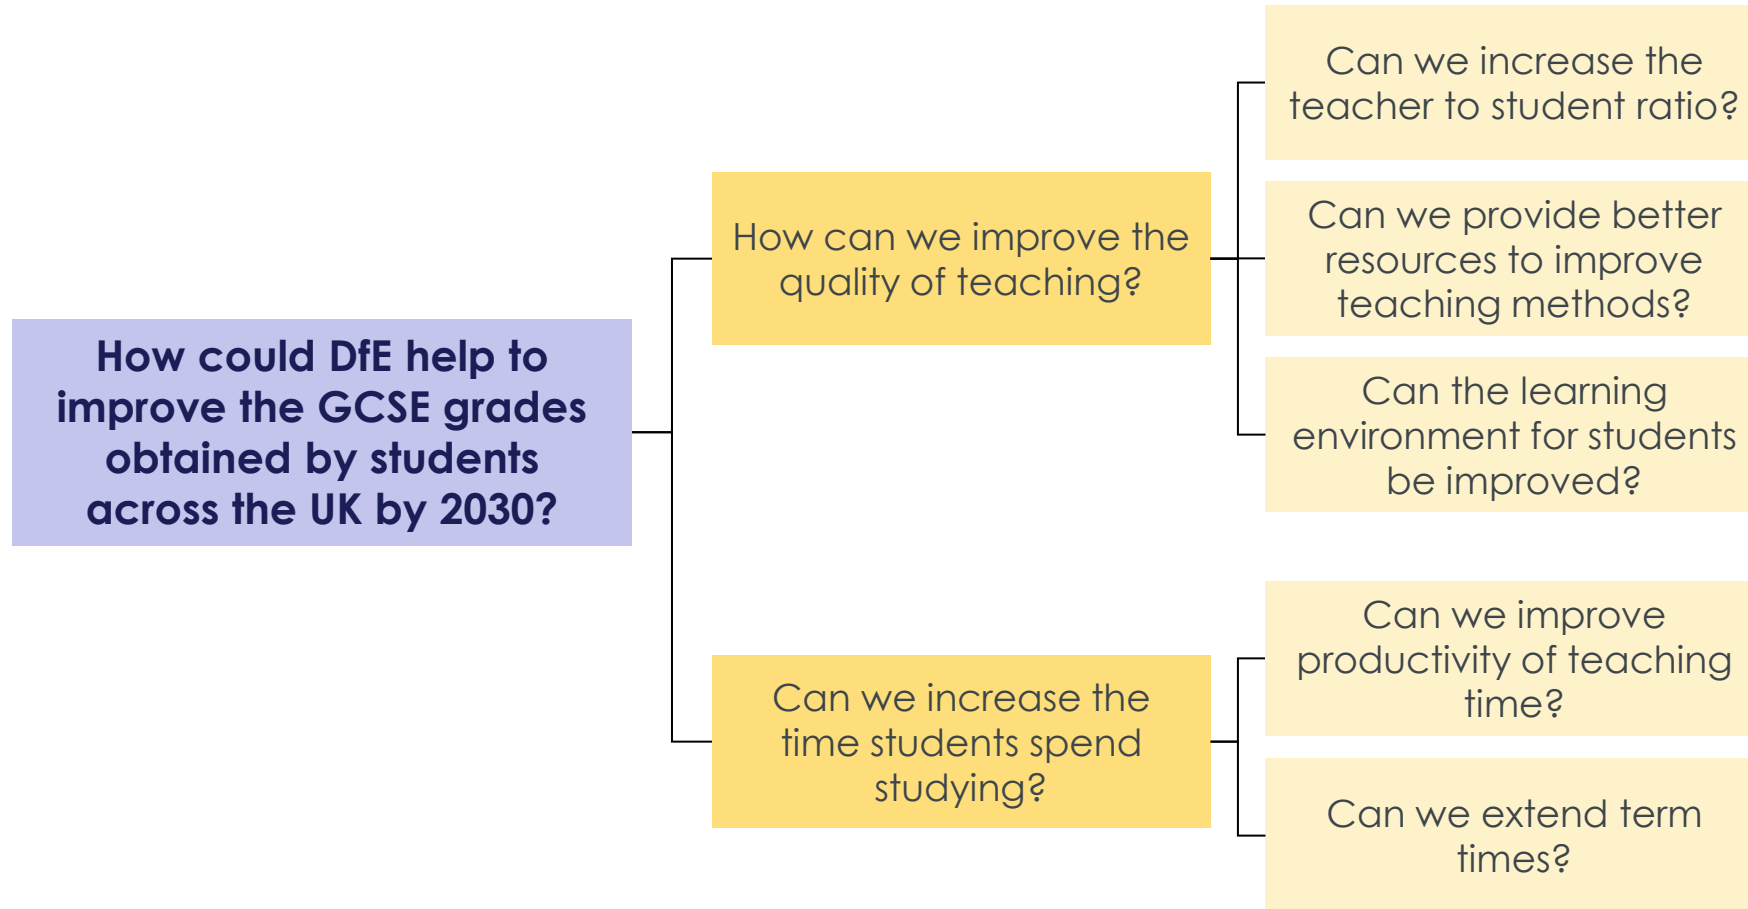 How could DfE help to
improve the GCSE grades
obtained by students
across the UK by 2030?
How can we improve the
quality of teaching?
Can we increase the
teacher to student ratio?
Can we provide better
resources to improve
teaching methods?
Can the learning
environment for students
be improved?
Can we increase the
time students spend
studying?
Can we improve
productivity of teaching
time?
Can we extend term
times?